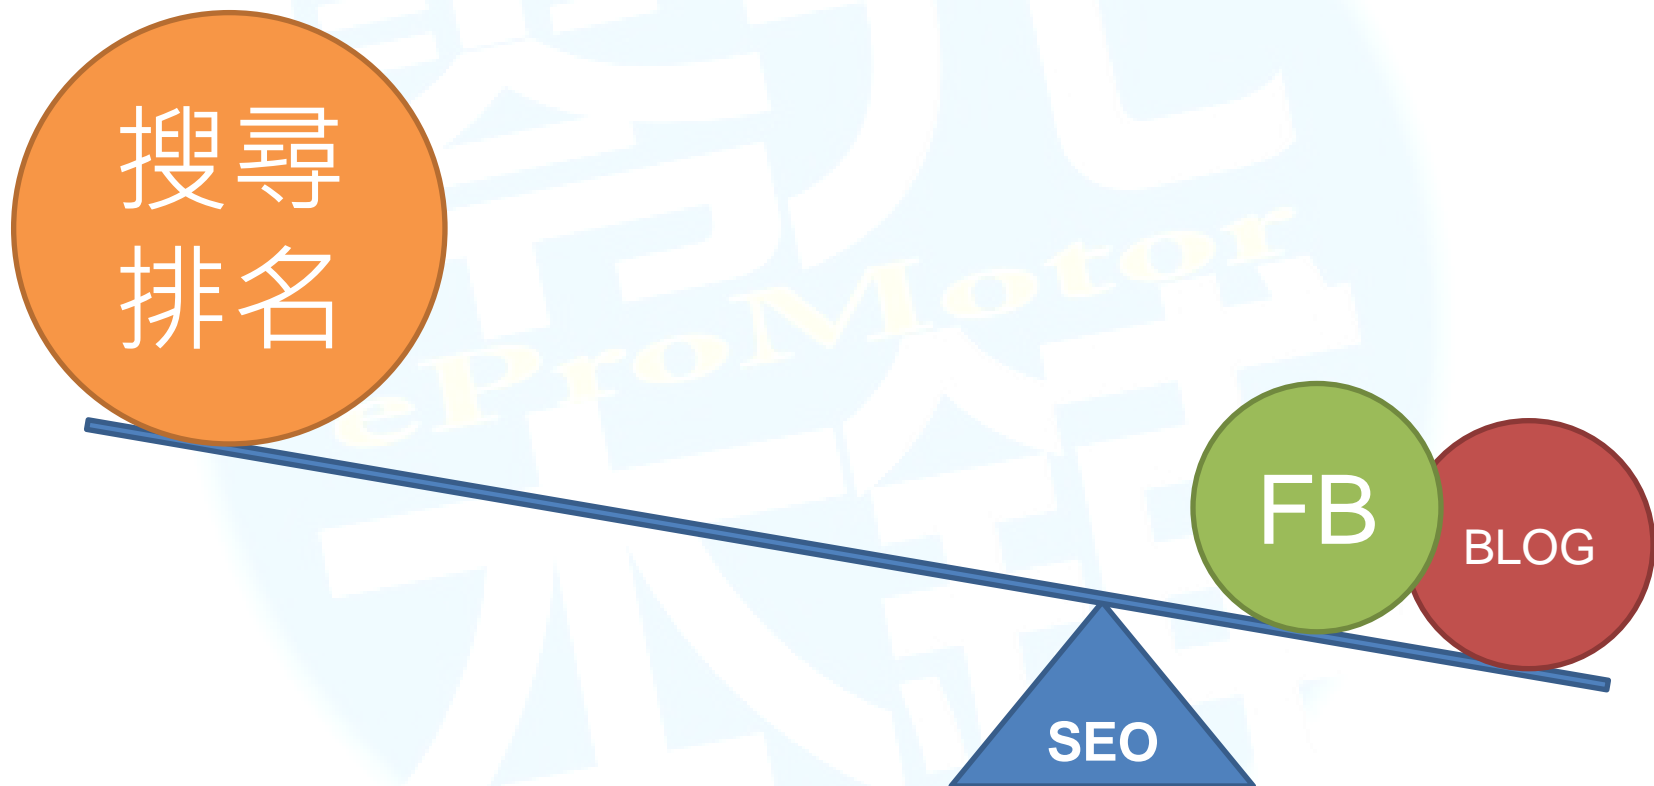 搜尋
排名
eProMotor
FB
BLOG
SEO